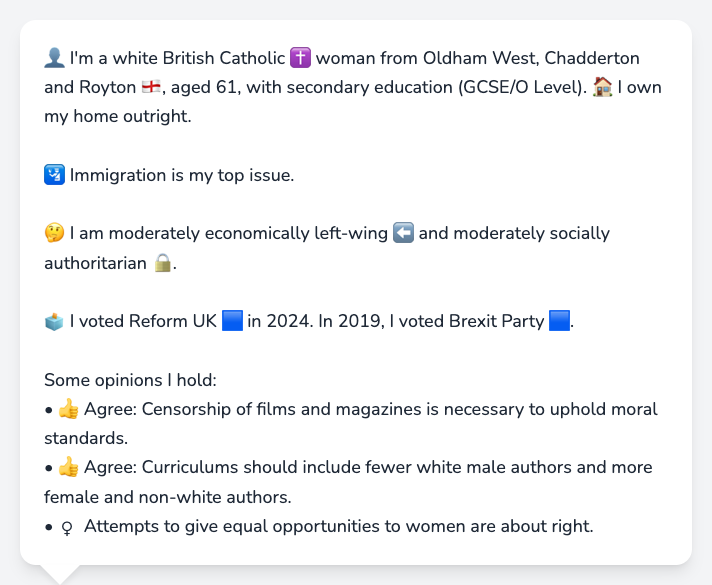 👤 I'm a white British Catholic ✝️ woman from Oldham West, Chadderton
and Royton 🏴󠁧󠁢󠁥󠁮󠁧󠁿, aged 61, with secondary education (GCSE/O Level). 🏠 I own
my home outright.
🛂 Immigration is my top issue.
🤔 I am moderately economically left-wing ⬅️ and moderately socially
authoritarian 🔒.
🗳️ I voted Reform UK 🟦 in 2024. In 2019, I voted Brexit Party 🟦.
Some opinions I hold:
• 👍 Agree: Censorship of films and magazines is necessary to uphold moral
standards.
• 👍 Agree: Curriculums should include fewer white male authors and more
female and non-white authors.
• ♀ Attempts to give equal opportunities to women are about right.